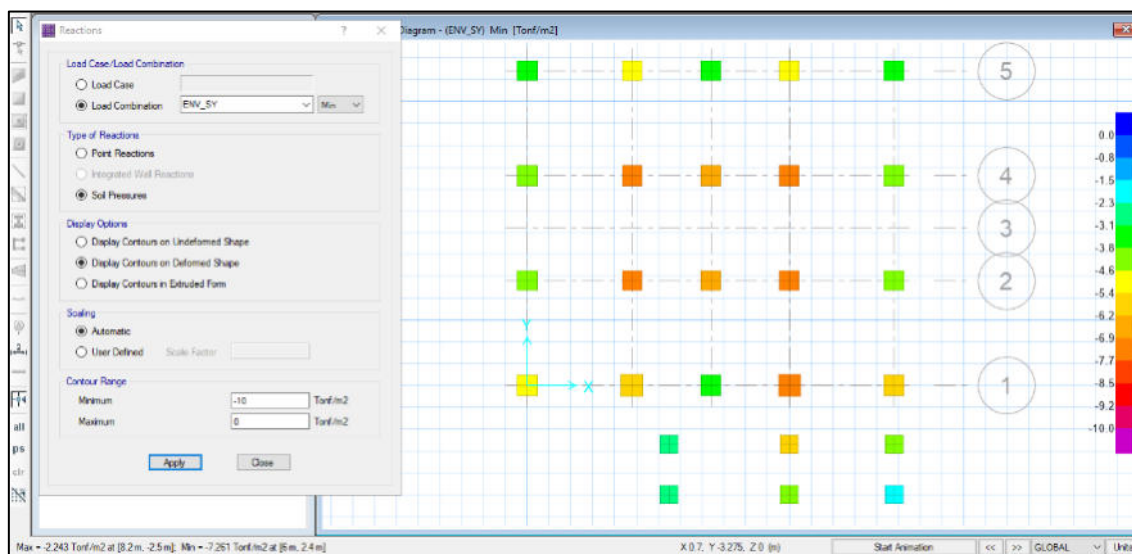 Reactions ? ×
Diagram - (ENV_SY) Min [Tonf/m2]
Load Case/Load Combination
Load Case
Load Combination ENV_SY Min
Type of Reactions
Point Reactions
Integrated Wall Reactions
Soil Pressures
Display Options
Display Contours on Undeformed Shape
Display Contours on Deformed Shape
Display Contours in Extruded Form
Scaling
Automatic
User Defined Scale Factor
Contour Range
Minimum -10 Tonf/m2
Maximum 0 Tonf/m2
Apply Close
all
ps
clr
5
4
3
2
1
Y
X
0.0
-0.8
-1.5
-2.3
-3.1
-3.8
-4.6
-5.4
-6.2
-6.9
-7.7
-8.5
-9.2
-10.0
Max = -2.243 Tonf/m2 at [8.2 m, -2.5 m]; Min = -7.261 Tonf/m2 at [6 m, 2.4 m] X 0.7, Y -3.275, Z 0 (m) Start Animation << >> GLOBAL Units